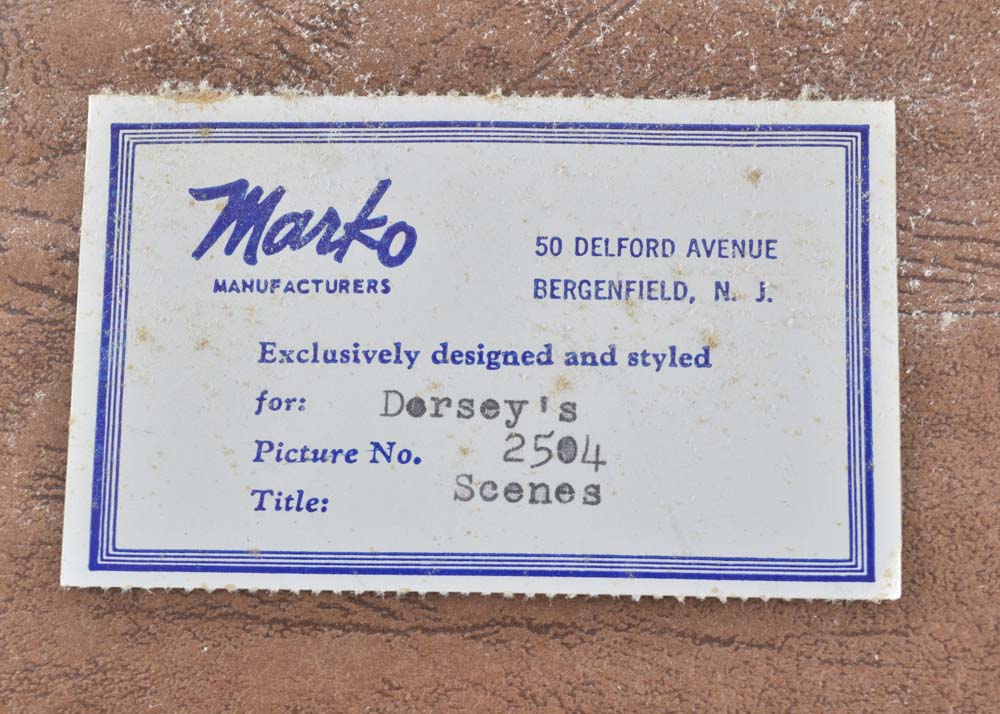 Marko
MANUFACTURERS
50 DELFORD AVENUE
BERGENFIELD, N. J.
Exclusively designed and styled
for: Dorsey's
Picture No. 2504
Title: Scenes